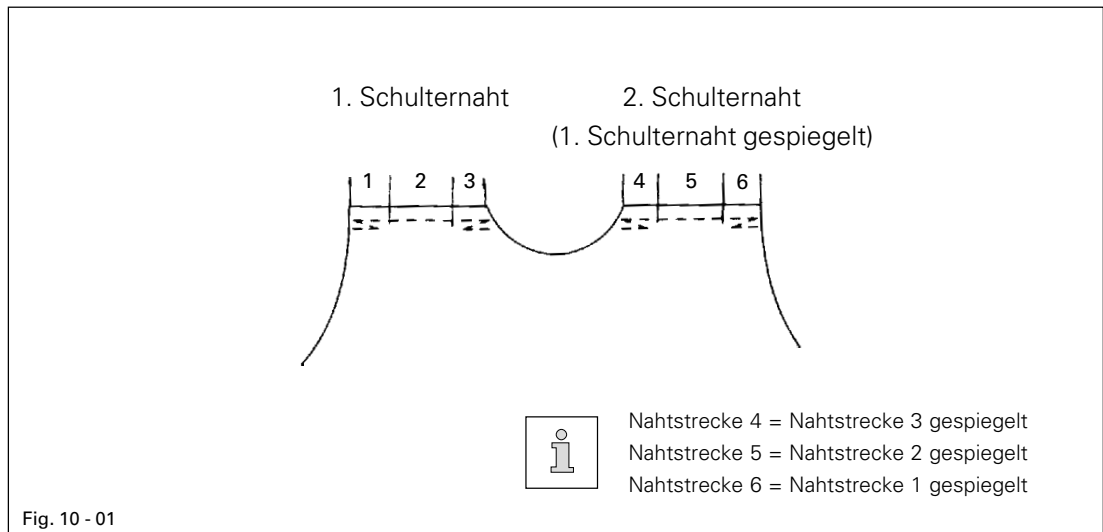 1. Schulternaht 2. Schulternaht
(1. Schulternaht gespiegelt)
1 2 3 4 5 6
Nahtstrecke 4 = Nahtstrecke 3 gespiegelt
Nahtstrecke 5 = Nahtstrecke 2 gespiegelt
Nahtstrecke 6 = Nahtstrecke 1 gespiegelt
Fig. 10 - 01